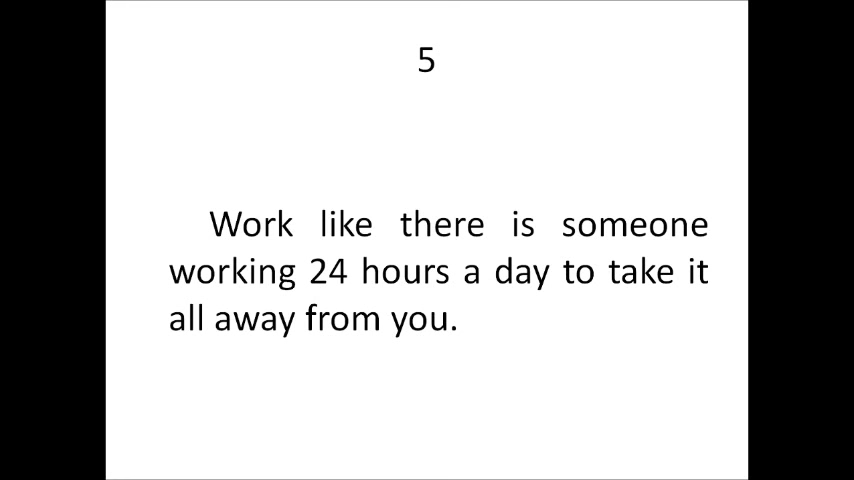 5
Work like there is someone
working 24 hours a day to take it
all away from you.